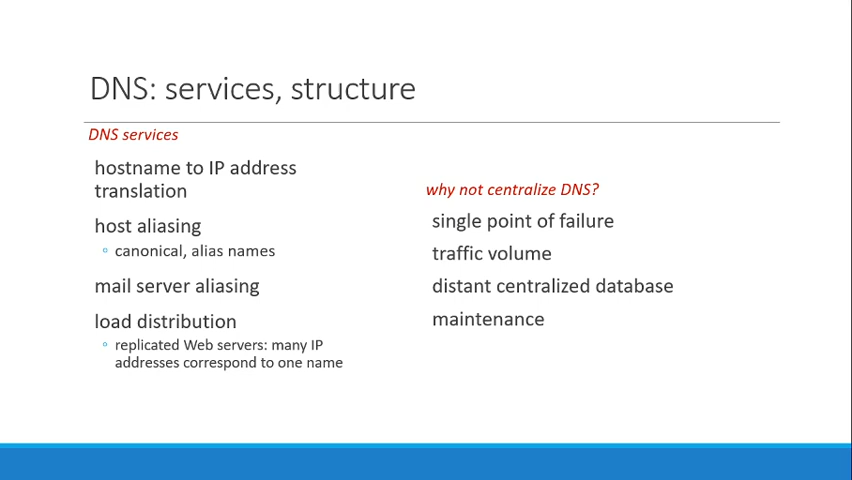 DNS: services, structure
DNS services
hostname to IP address
translation
host aliasing
◦ canonical, alias names
mail server aliasing
load distribution
◦ replicated Web servers: many IP
addresses correspond to one name
why not centralize DNS?
single point of failure
traffic volume
distant centralized database
maintenance